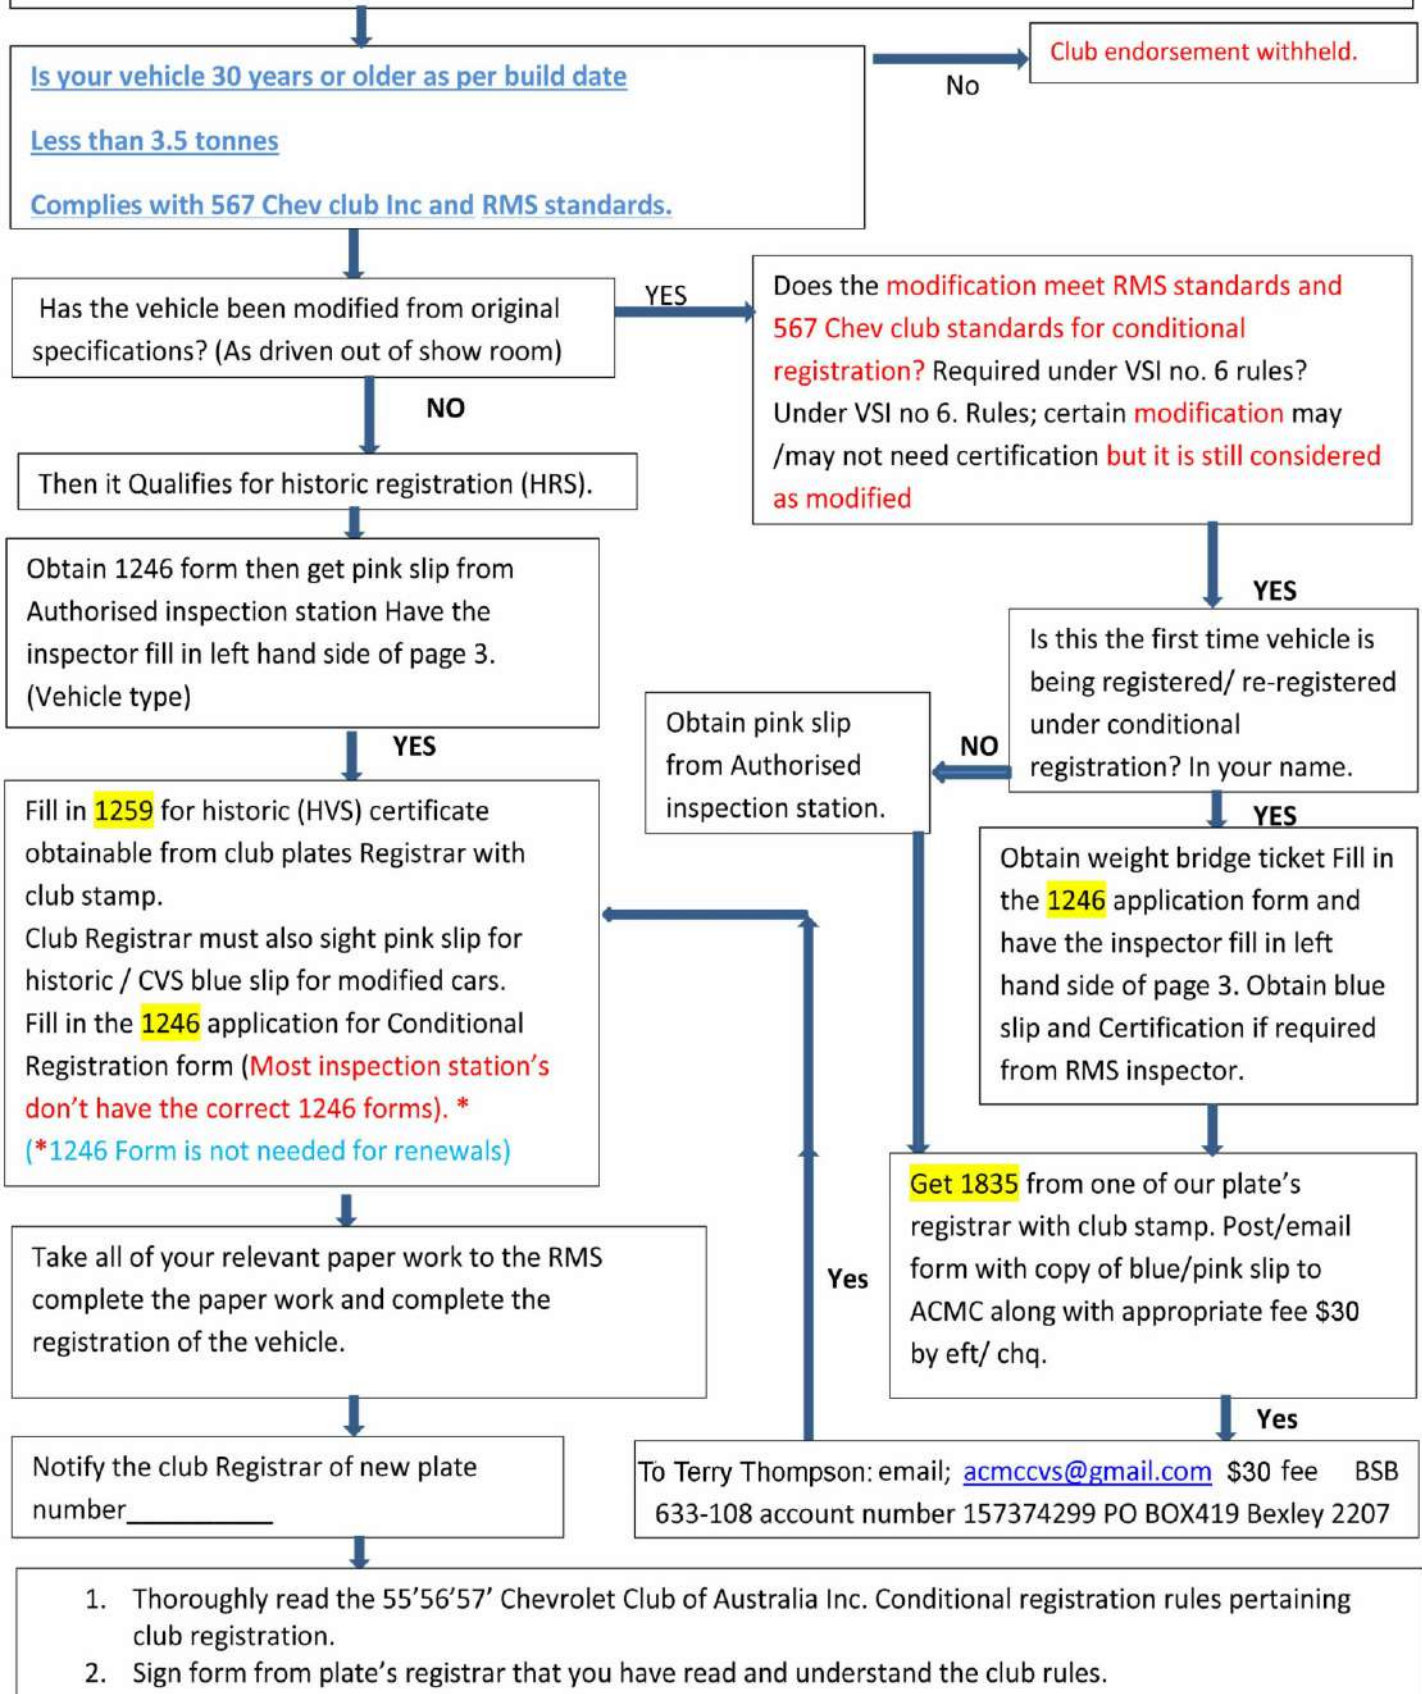 Is your vehicle 30 years or older as per build date
Less than 3.5 tonnes
Complies with 567 Chev club Inc and RMS standards.
No
Club endorsement withheld.
Has the vehicle been modified from original
specifications? (As driven out of show room)
YES
Does the modification meet RMS standards and
567 Chev club standards for conditional
registration? Required under VSI no. 6 rules?
Under VSI no 6. Rules; certain modification may
/may not need certification but it is still considered
as modified
NO
Then it Qualifies for historic registration (HRS).
Obtain 1246 form then get pink slip from
Authorised inspection station Have the
inspector fill in left hand side of page 3.
(Vehicle type)
YES
Is this the first time vehicle is
being registered/ re-registered
under conditional
registration? In your name.
NO
Obtain pink slip
from Authorised
inspection station.
YES
YES
Fill in 1259 for historic (HVS) certificate
obtainable from club plates Registrar with
club stamp.
Club Registrar must also sight pink slip for
historic / CVS blue slip for modified cars.
Fill in the 1246 application for Conditional
Registration form (Most inspection station's
don't have the correct 1246 forms). *
(*1246 Form is not needed for renewals)
Obtain weight bridge ticket Fill in
the 1246 application form and
have the inspector fill in left
hand side of page 3. Obtain blue
slip and Certification if required
from RMS inspector.
Get 1835 from one of our plate's
registrar with club stamp. Post/email
form with copy of blue/pink slip to
ACMC along with appropriate fee $30
by eft/ chq.
Yes
Yes
Take all of your relevant paper work to the RMS
complete the paper work and complete the
registration of the vehicle.
Notify the club Registrar of new plate
number___________
To Terry Thompson: email; acmccvs@gmail.com $30 fee BSB
633-108 account number 157374299 PO BOX419 Bexley 2207
1. Thoroughly read the 55'56'57' Chevrolet Club of Australia Inc. Conditional registration rules pertaining
club registration.
2. Sign form from plate's registrar that you have read and understand the club rules.